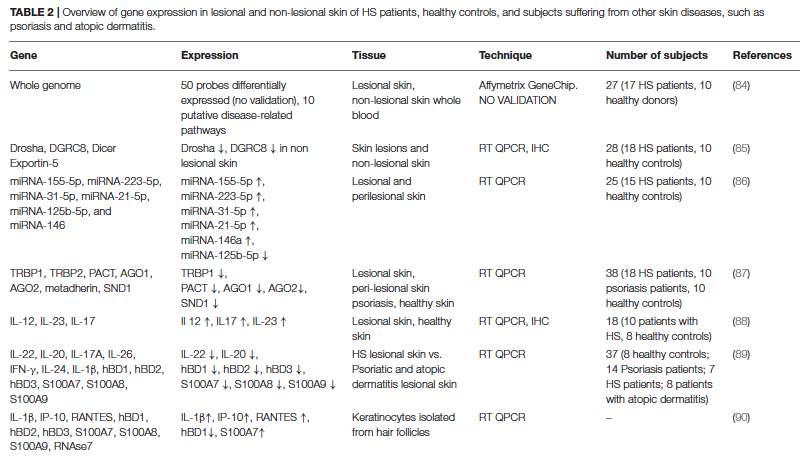 TABLE 2 | Overview of gene expression in lesional and non-lesional skin of HS patients, healthy controls, and subjects suffering from other skin diseases, such as
psoriasis and atopic dermatitis.
Gene Expression Tissue Technique Number of subjects References
Whole genome 50 probes differentially Lesional skin, Affymetrix GeneChip. 27 (17 HS patients, 10 (84)
expressed (no validation), 10 non-lesional skin whole NO VALIDATION healthy donors)
putative disease-related blood
pathways
Drosha, DGRC8, Dicer Drosha ↓, DGRC8 ↓ in non Skin lesions and RT QPCR, IHC 28 (18 HS patients, 10 (85)
Exportin-5 lesional skin non-lesional skin healthy controls)
miRNA-155-5p, miRNA-223-5p, miRNA-155-5p ↑, Lesional and RT QPCR 25 (15 HS patients, 10 (86)
miRNA-31-5p, miRNA-21-5p, miRNA-223-5p ↑, perilesional skin healthy controls)
miRNA-125b-5p, and miRNA-31-5p ↑,
miRNA-146 miRNA-21-5p ↑,
miRNA-146a ↑,
miRNA-125b-5p ↓
TRBP1, TRBP2, PACT, AGO1, TRBP1 ↓, Lesional skin, RT QPCR 38 (18 HS patients, 10 (87)
AGO2, metadherin, SND1 PACT ↓, AGO1 ↓, AGO2↓, peri-lesional skin psoriasis patients, 10
SND1 ↓ psoriasis, healthy skin healthy controls)
IL-12, IL-23, IL-17 Il 12 ↑, IL17 ↑, IL-23 ↑ Lesional skin, healthy RT QPCR, IHC 18 (10 patients with (88)
skin HS, 8 healthy controls)
IL-22, IL-20, IL-17A, IL-26, IL-22 ↓, IL-20 ↓, HS lesional skin vs. RT QPCR 37 (8 healthy controls; (89)
IFN-γ, IL-24, IL-1β, hBD1, hBD2, hBD1 ↓, hBD2 ↓, hBD3 ↓, Psoriatic and atopic 14 Psoriasis patients; 7
hBD3, S100A7, S100A8, S100A7 ↓, S100A8 ↓, S100A9 ↓ dermatitis lesional skin HS patients; 8 patients
S100A9 with atopic dermatitis)
IL-1β, IP-10, RANTES, hBD1, IL-1β↑, IP-10↑, RANTES ↑, Keratinocytes isolated RT QPCR – (90)
hBD2, hBD3, S100A7, S100A8, hBD1↓, S100A7↑ from hair follicles
S100A9, RNAse7